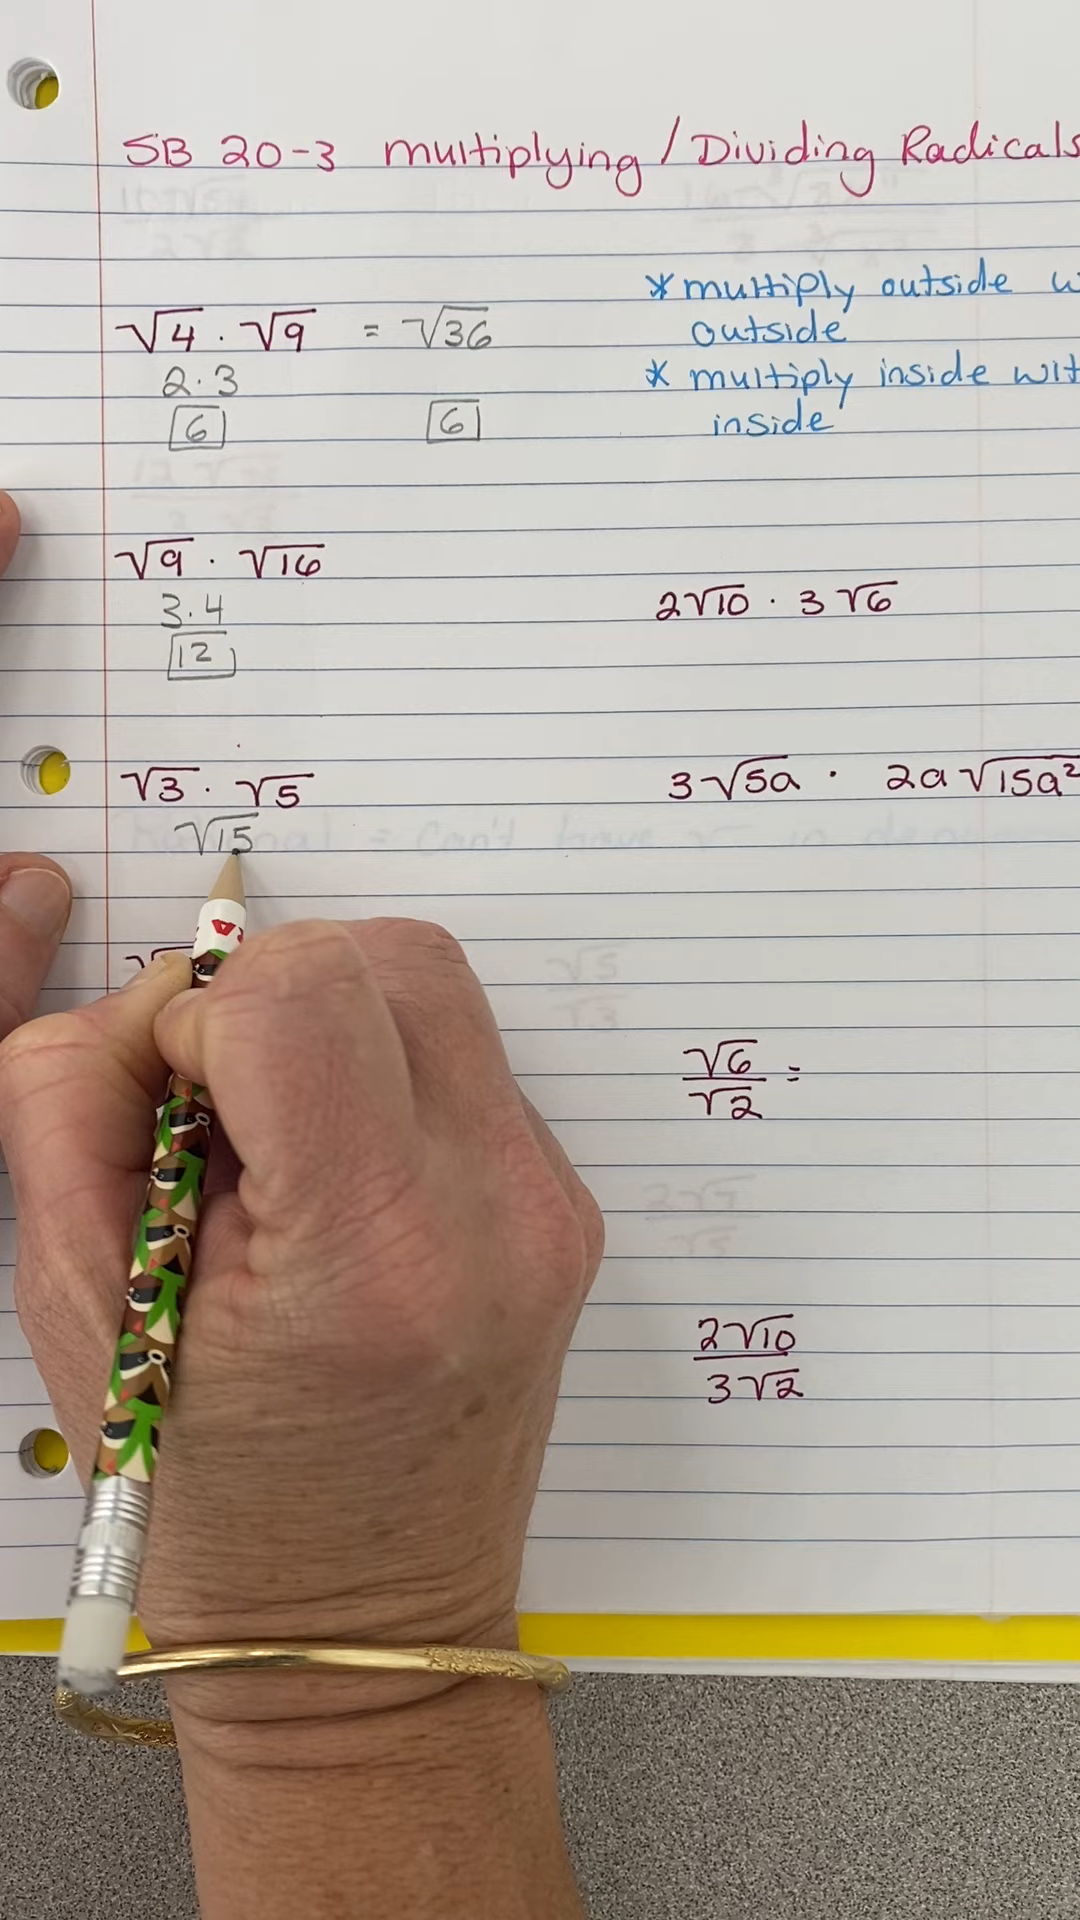 SB 20-3 multiplying / Dividing Radicals
√4 · √9 = √36
2·3
6
6
* multiply outside
outside
* multiply inside
inside
√9 · √16
3·4
12
2√10 · 3√6
√3 · √5
√15
3√5a · 2a√15a²
√6
√2
=
2√10
3√2